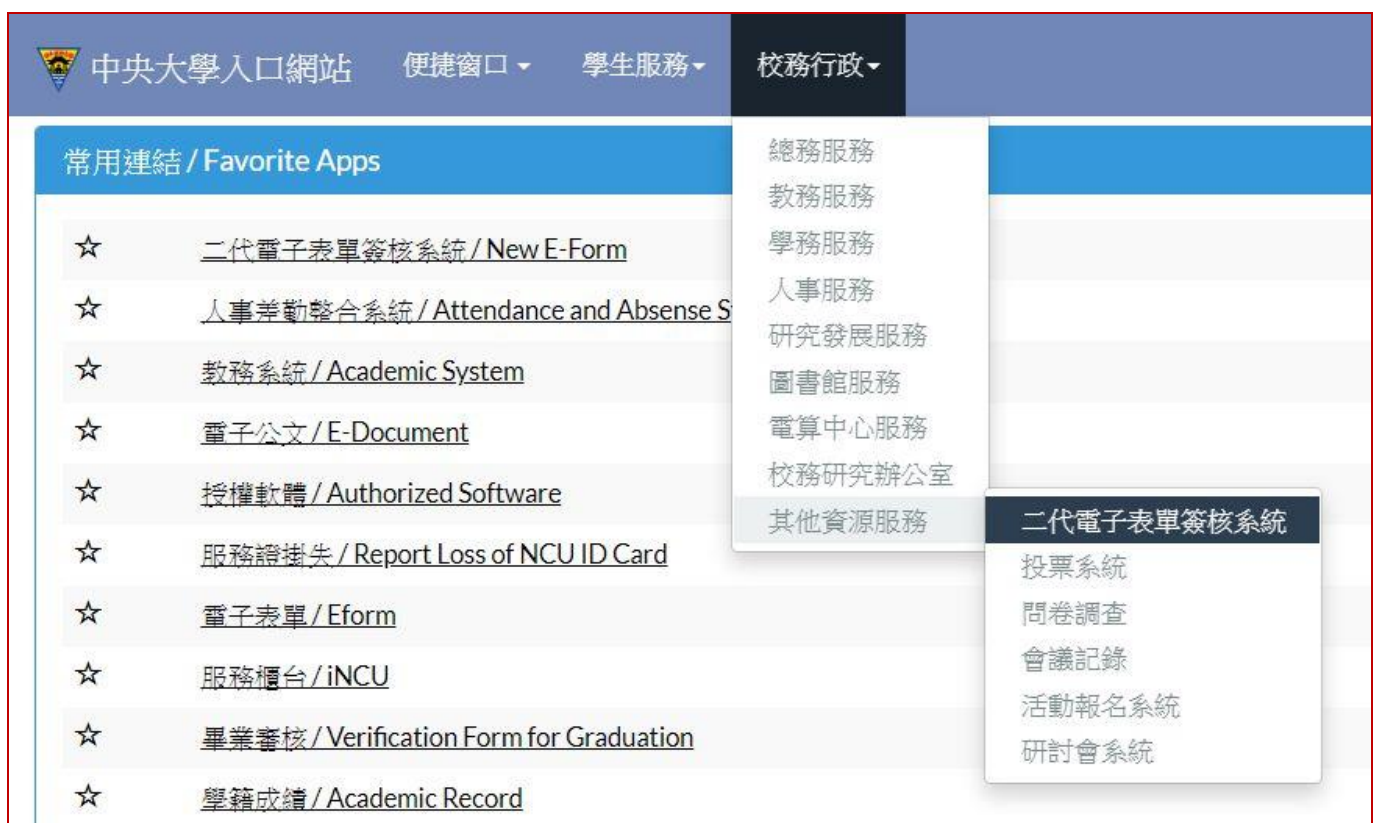 中央大學入口網站 便捷窗口 學生服務 校務行政
常用連結 / Favorite Apps
二代電子表單簽核系統 / New E-Form
人事差勤整合系統 / Attendance and Absense S
教務系統 / Academic System
電子公文 / E-Document
授權軟體 / Authorized Software
服務證掛失 / Report Loss of NCU ID Card
電子表單 / Eform
服務櫃台 / iNCU
畢業審核 / Verification Form for Graduation
學籍成績 / Academic Record
總務服務
教務服務
學務服務
人事服務
研究發展服務
圖書館服務
電算中心服務
校務研究辦公室
其他資源服務
二代電子表單簽核系統
投票系統
問卷調查
會議記錄
活動報名系統
研討會系統